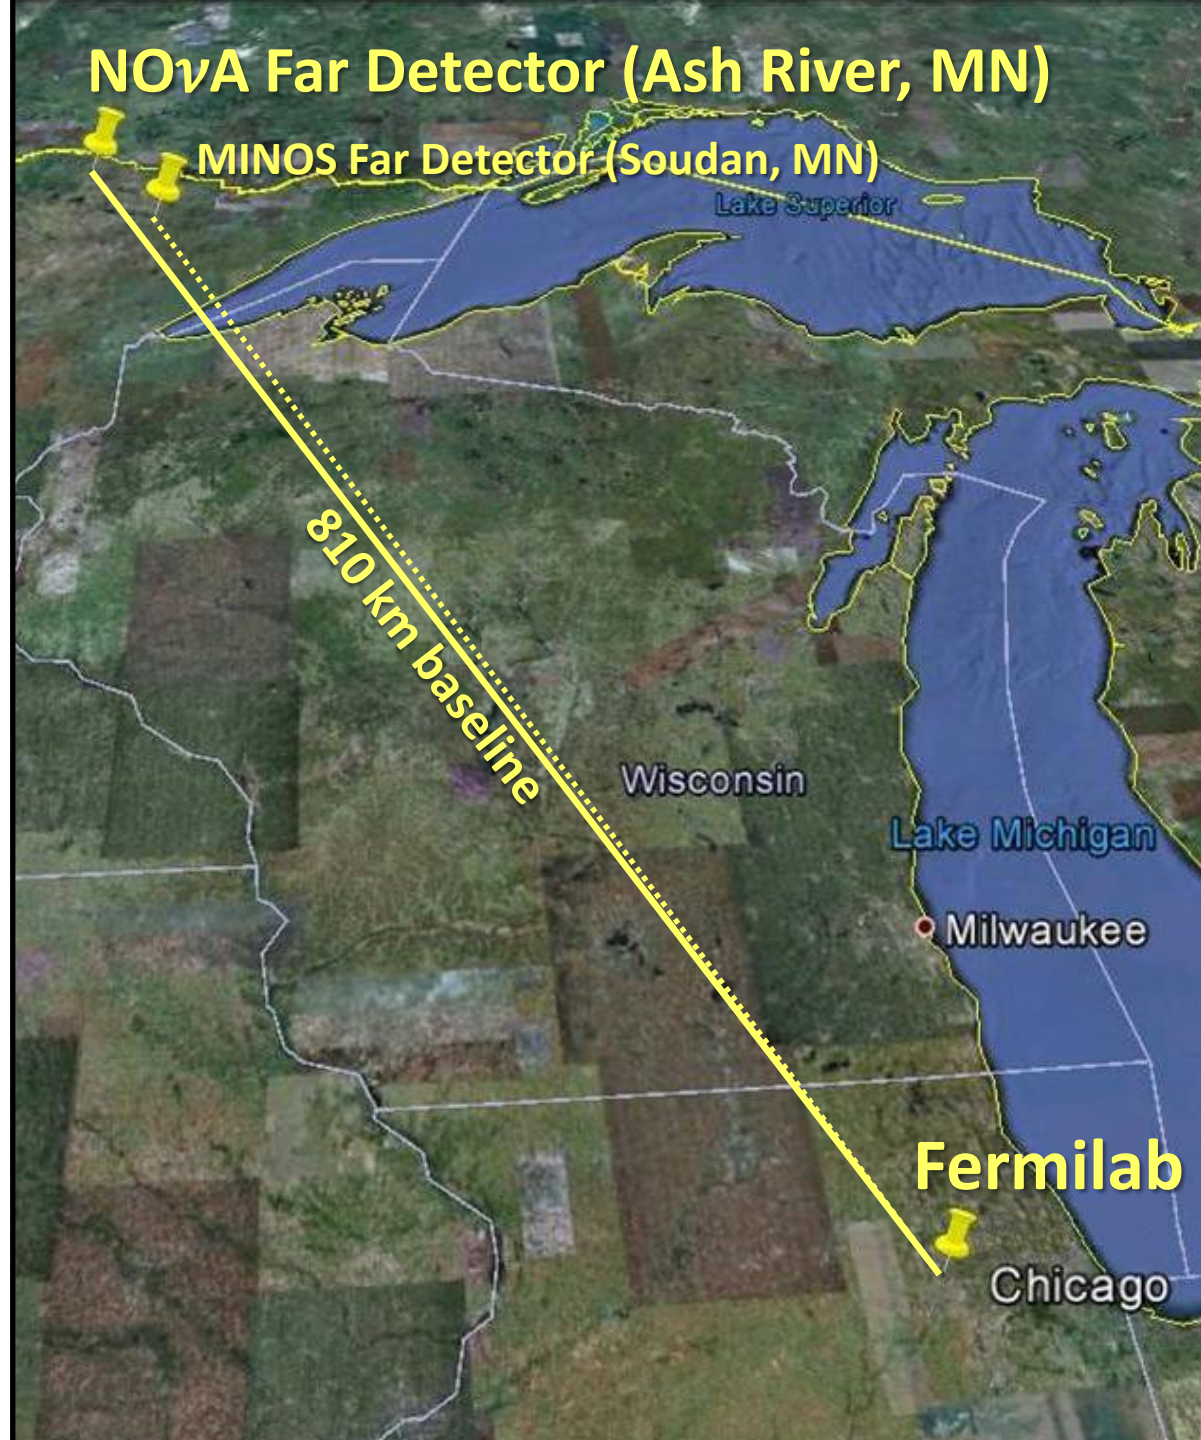 NOνA Far Detector (Ash River, MN)
MINOS Far Detector (Soudan, MN)
Lake Superior
810 km baseline
Wisconsin
Lake Michigan
Milwaukee
Fermilab
Chicago